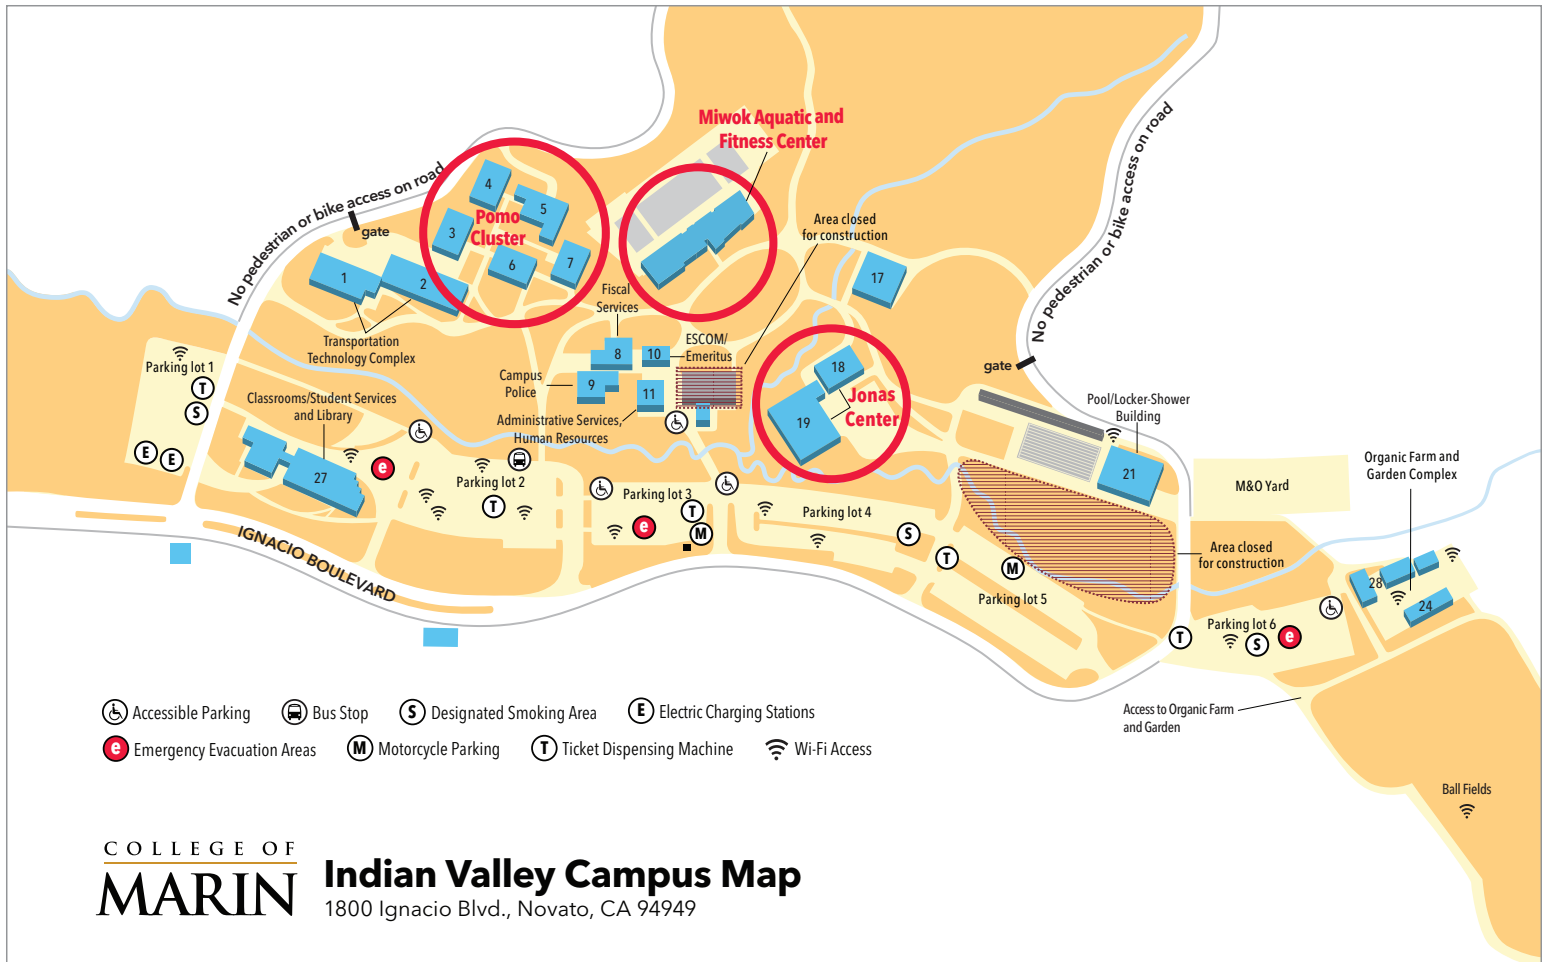 Miwok Aquatic and
Fitness Center
No pedestrian or bike access on road
gate
4
5
Pomo
Cluster
3
6
7
1
2
Transportation
Technology Complex
Fiscal
Services
Area closed
for construction
17
No pedestrian or bike access on road
gate
ESCOM/
Emeritus
8
10
9
11
Campus
Police
Administrative Services,
Human Resources
18
Jonas
Center
19
Parking lot 1
T
S
E
E
Classrooms/Student Services
and Library
27
e
Parking lot 2
T
Parking lot 3
T
e
M
Parking lot 4
S
T
M
Parking lot 5
Pool/Locker-Shower
Building
21
M&O Yard
Organic Farm and
Garden Complex
Area closed
for construction
28
24
Parking lot 6
T
S
e
IGNACIO BOULEVARD
Access to Organic Farm
and Garden
Ball Fields
Accessible Parking
Bus Stop
S Designated Smoking Area
E Electric Charging Stations
e Emergency Evacuation Areas
M Motorcycle Parking
T Ticket Dispensing Machine
Wi-Fi Access
COLLEGE OF
MARIN
Indian Valley Campus Map
1800 Ignacio Blvd., Novato, CA 94949